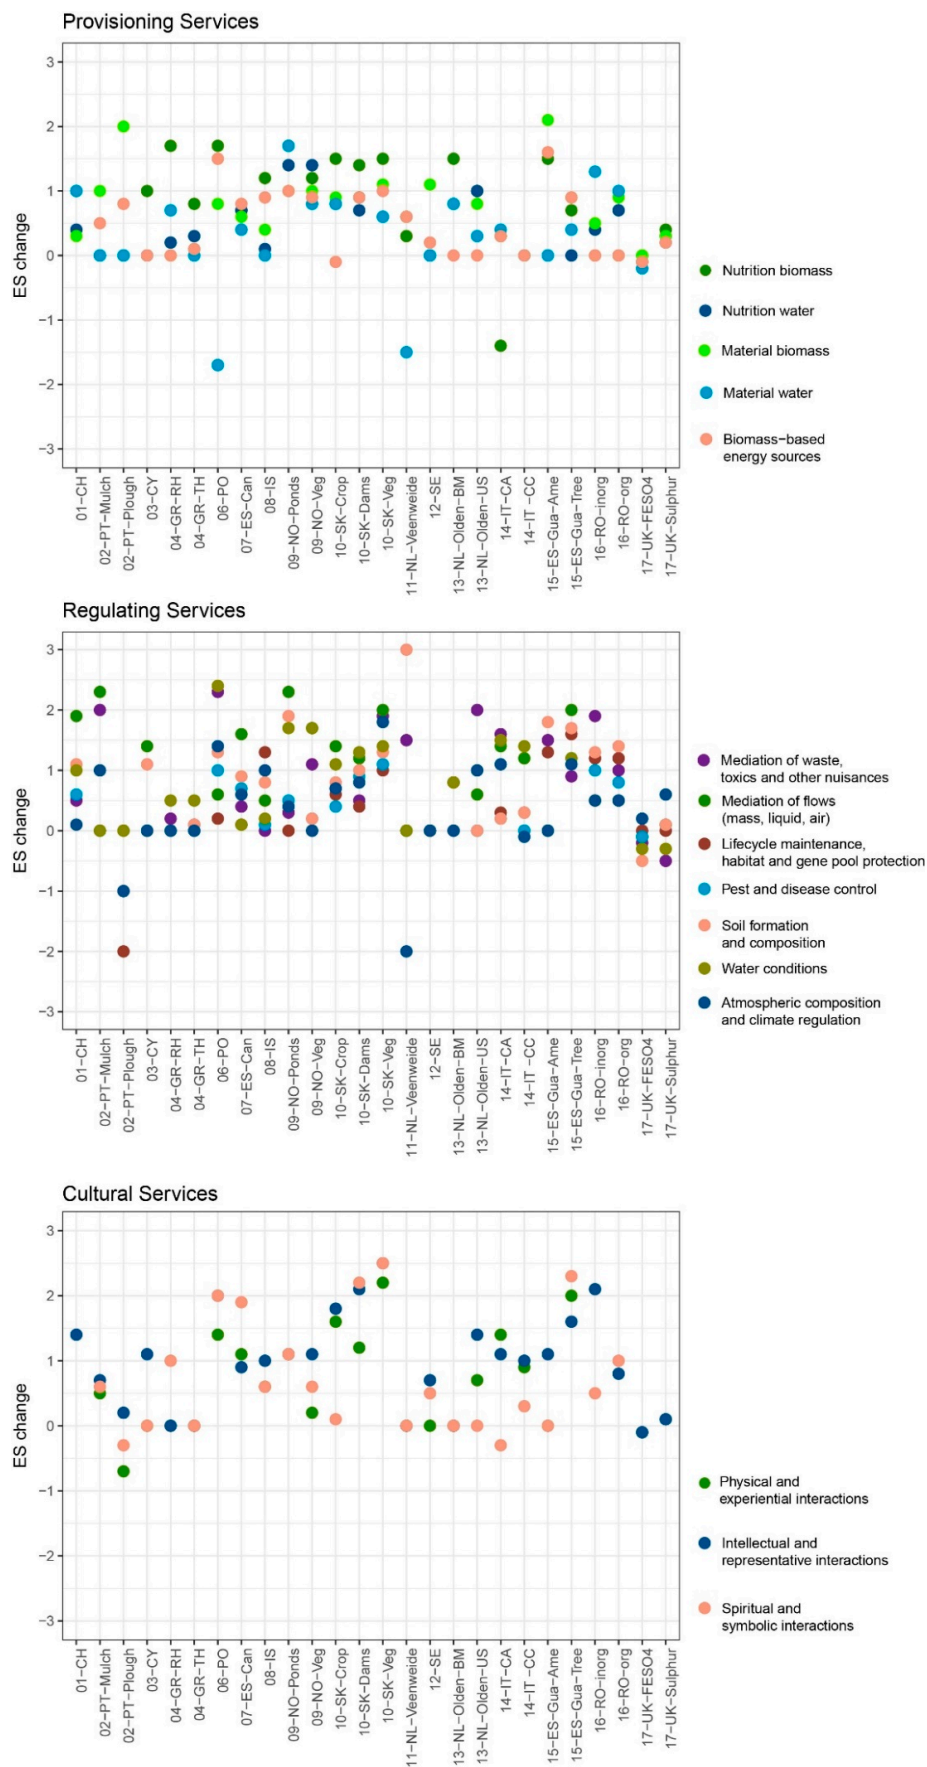 Provisioning Services
3
2
1
0
−1
−2
−3
ES change
01−CH
02−PT−Mulch
02−PT−Plough
03−CY
04−GR−RH
04−GR−TH
06−PO
07−ES−Can
08−IS
09−NO−Ponds
09−NO−Veg
10−SK−Crop
10−SK−Dams
10−SK−Veg
11−NL−Veenweide
12−SE
13−NL−Olden−BM
13−NL−Olden−US
14−IT−CA
14−IT −CC
15−ES−Gua−Ame
15−ES−Gua−Tree
16−RO−inorg
16−RO−org
17−UK−FESO4
17−UK−Sulphur
Nutrition biomass
Nutrition water
Material biomass
Material water
Biomass−based
energy sources
Regulating Services
3
2
1
0
−1
−2
−3
ES change
01−CH
02−PT−Mulch
02−PT−Plough
03−CY
04−GR−RH
04−GR−TH
06−PO
07−ES−Can
08−IS
09−NO−Ponds
09−NO−Veg
10−SK−Crop
10−SK−Dams
10−SK−Veg
11−NL−Veenweide
12−SE
13−NL−Olden−BM
13−NL−Olden−US
14−IT−CA
14−IT −CC
15−ES−Gua−Ame
15−ES−Gua−Tree
16−RO−inorg
16−RO−org
17−UK−FESO4
17−UK−Sulphur
Mediation of waste,
toxics and other nuisances
Mediation of flows
(mass, liquid, air)
Lifecycle maintenance,
habitat and gene pool protection
Pest and disease control
Soil formation
and composition
Water conditions
Atmospheric composition
and climate regulation
Cultural Services
3
2
1
0
−1
−2
−3
ES change
01−CH
02−PT−Mulch
02−PT−Plough
03−CY
04−GR−RH
04−GR−TH
06−PO
07−ES−Can
08−IS
09−NO−Ponds
09−NO−Veg
10−SK−Crop
10−SK−Dams
10−SK−Veg
11−NL−Veenweide
12−SE
13−NL−Olden−BM
13−NL−Olden−US
14−IT−CA
14−IT −CC
15−ES−Gua−Ame
15−ES−Gua−Tree
16−RO−inorg
16−RO−org
17−UK−FESO4
17−UK−Sulphur
Physical and
experiential interactions
Intellectual and
representative interactions
Spiritual and
symbolic interactions